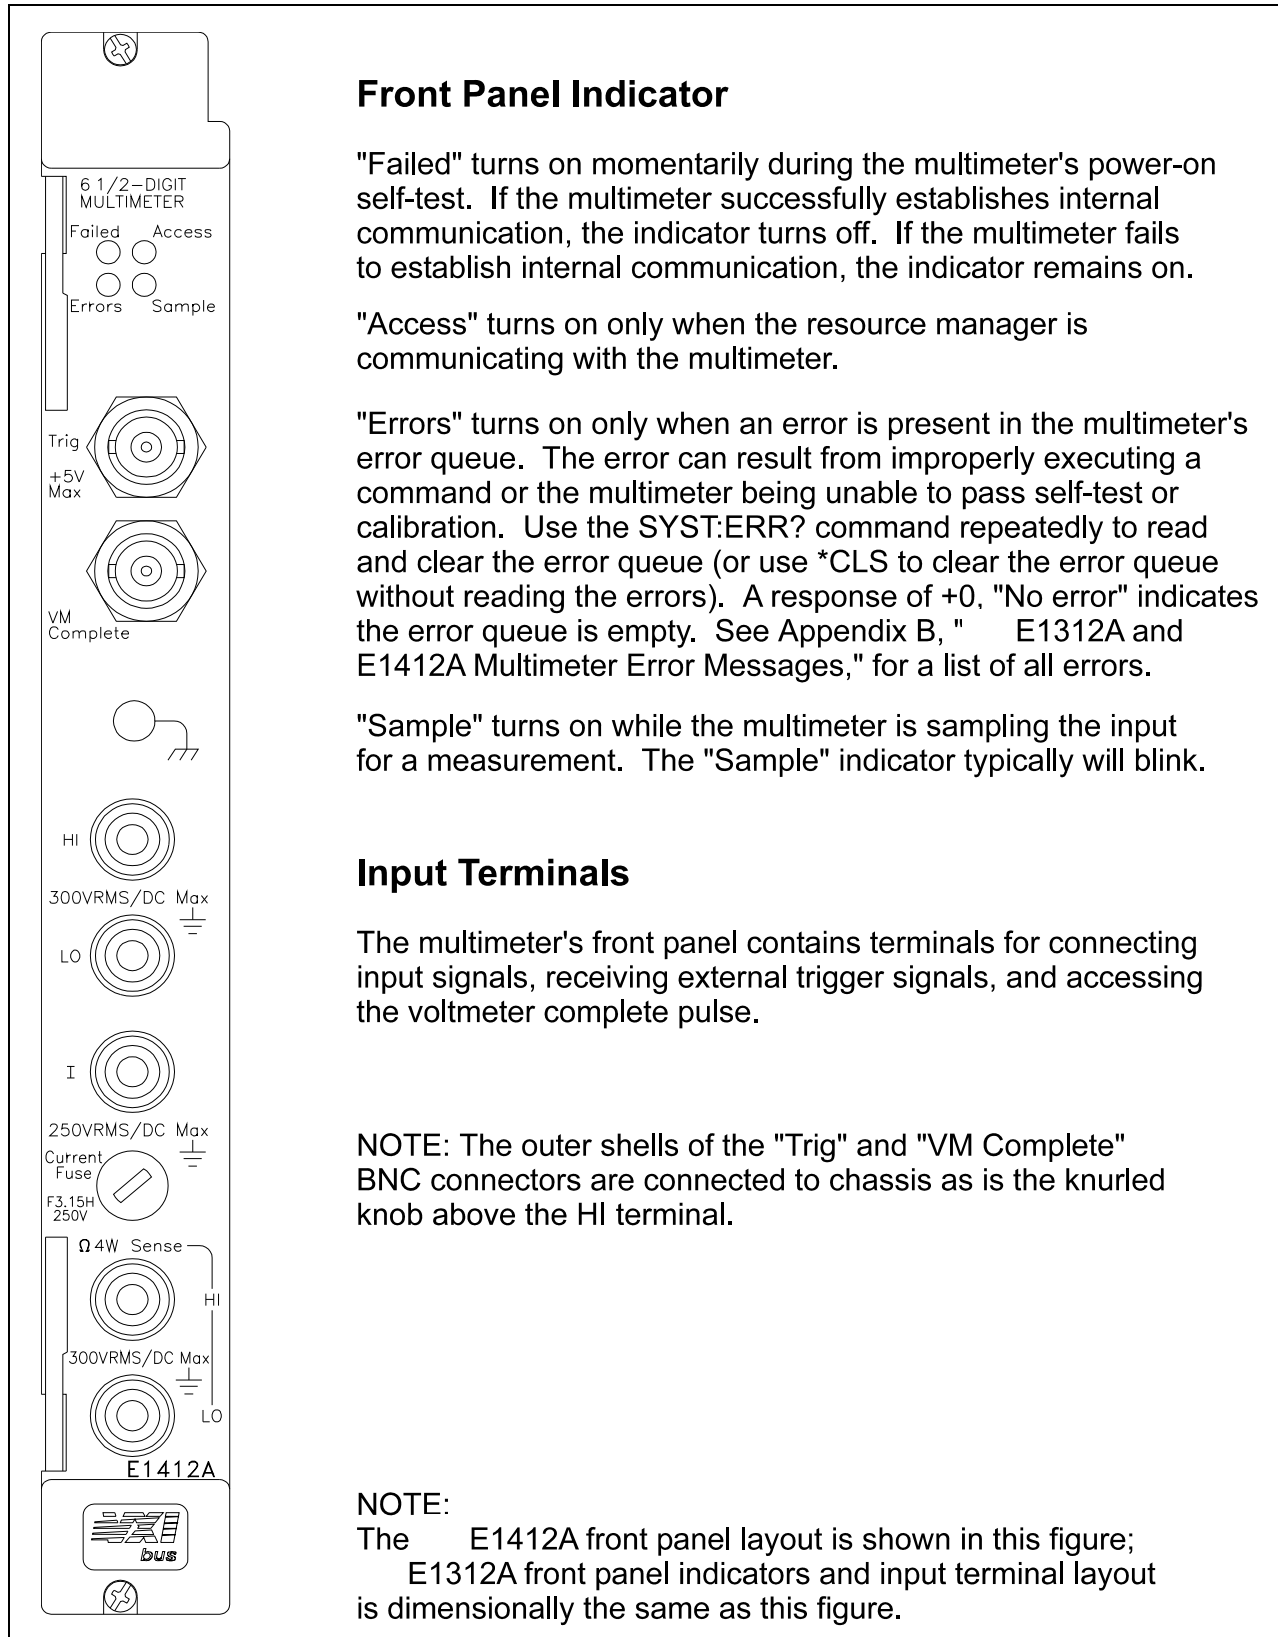 6 1/2-DIGIT
MULTIMETER
Failed Access
Errors Sample
Trig
+5V
Max
VM
Complete
HI
300VRMS/DC Max
LO
I
250VRMS/DC Max
Current
Fuse
F3.15H
250V
Ω4W Sense
HI
300VRMS/DC Max
LO
E1412A
VXI
bus
Front Panel Indicator
"Failed" turns on momentarily during the multimeter's power-on
self-test. If the multimeter successfully establishes internal
communication, the indicator turns off. If the multimeter fails
to establish internal communication, the indicator remains on.
"Access" turns on only when the resource manager is
communicating with the multimeter.
"Errors" turns on only when an error is present in the multimeter's
error queue. The error can result from improperly executing a
command or the multimeter being unable to pass self-test or
calibration. Use the SYST:ERR? command repeatedly to read
and clear the error queue (or use *CLS to clear the error queue
without reading the errors). A response of +0, "No error" indicates
the error queue is empty. See Appendix B, " E1312A and
E1412A Multimeter Error Messages," for a list of all errors.
"Sample" turns on while the multimeter is sampling the input
for a measurement. The "Sample" indicator typically will blink.
Input Terminals
The multimeter's front panel contains terminals for connecting
input signals, receiving external trigger signals, and accessing
the voltmeter complete pulse.
NOTE: The outer shells of the "Trig" and "VM Complete"
BNC connectors are connected to chassis as is the knurled
knob above the HI terminal.
NOTE:
The E1412A front panel layout is shown in this figure;
E1312A front panel indicators and input terminal layout
is dimensionally the same as this figure.